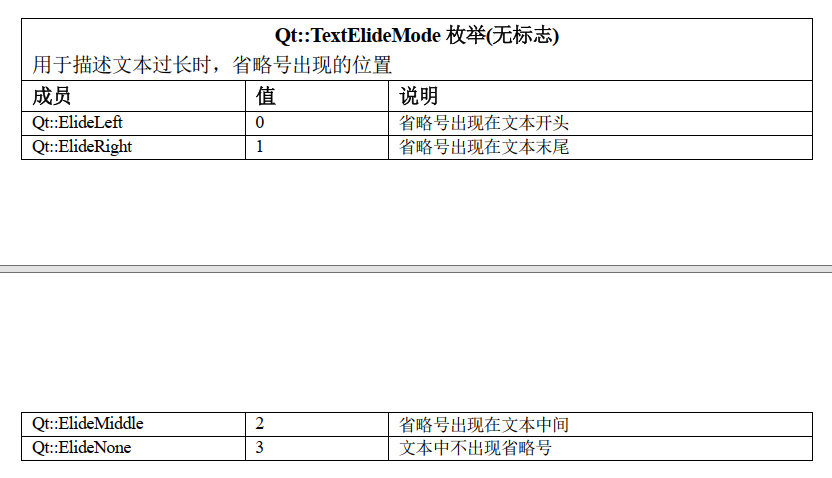 Qt::TextElideMode 枚举(无标志)
用于描述文本过长时，省略号出现的位置
成员 值 说明
Qt::ElideLeft 0 省略号出现在文本开头
Qt::ElideRight 1 省略号出现在文本末尾
Qt::ElideMiddle 2 省略号出现在文本中间
Qt::ElideNone 3 文本中不出现省略号